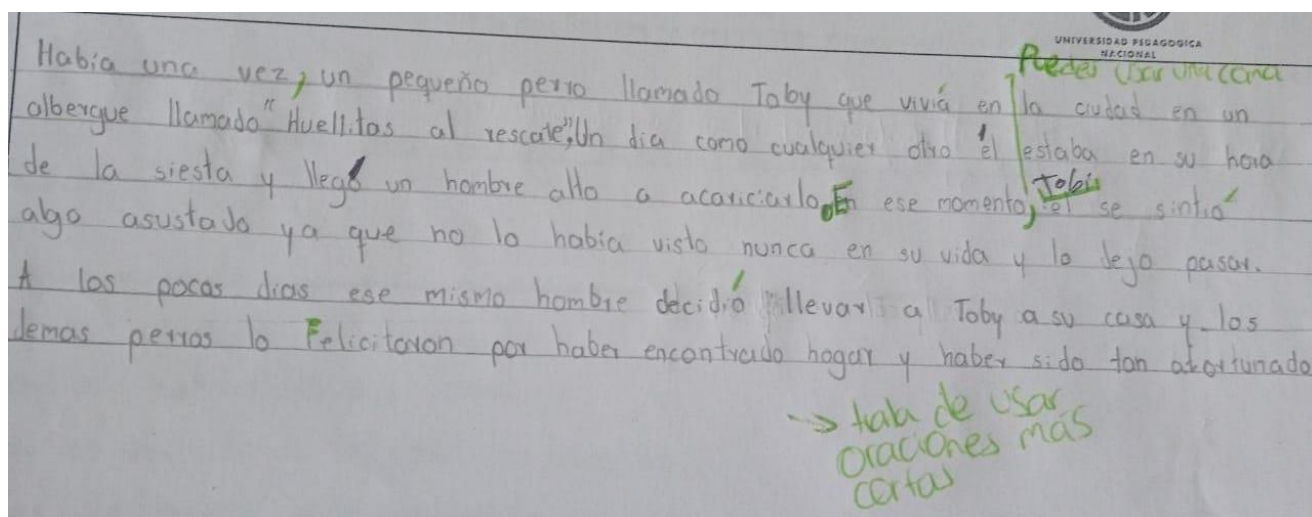 UNIVERSIDAD PEDAGOGICA
NACIONAL
Puedes usar una coma
Había una vez, un pequeño perro llamado Toby que vivía en la ciudad en un
albergue llamado "Huellitas al rescate", Un dia como cualquier otro él estaba en su hora
de la siesta y llegó un hombre alto a acariciarlo. En ese momento, el se sintió
Tobi
algo asustado ya que no lo había visto nunca en su vida y lo dejo pasar.
A los pocos dias ese mismo hombre decidió llevar a Toby a su casa y los
demas perros lo Felicitaron por haber encontrado hogar y haber sido tan afortunado
→ trata de usar
oraciones más
cortas